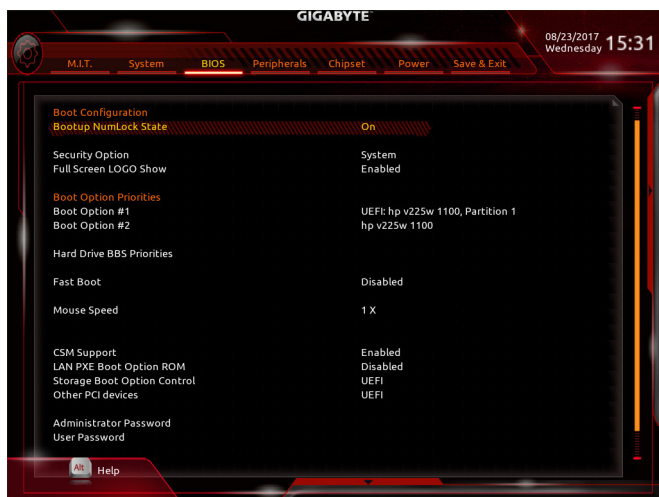 GIGABYTE™
08/23/2017 Wednesday 15:31
M.I.T. System BIOS Peripherals Chipset Power Save & Exit
Boot Configuration
Bootup NumLock State On
Security Option System
Full Screen LOGO Show Enabled
Boot Option Priorities
Boot Option #1 UEFI: hp v225w 1100, Partition 1
Boot Option #2 hp v225w 1100
Hard Drive BBS Priorities
Fast Boot Disabled
Mouse Speed 1 X
CSM Support Enabled
LAN PXE Boot Option ROM Disabled
Storage Boot Option Control UEFI
Other PCI devices UEFI
Administrator Password
User Password
Alt Help